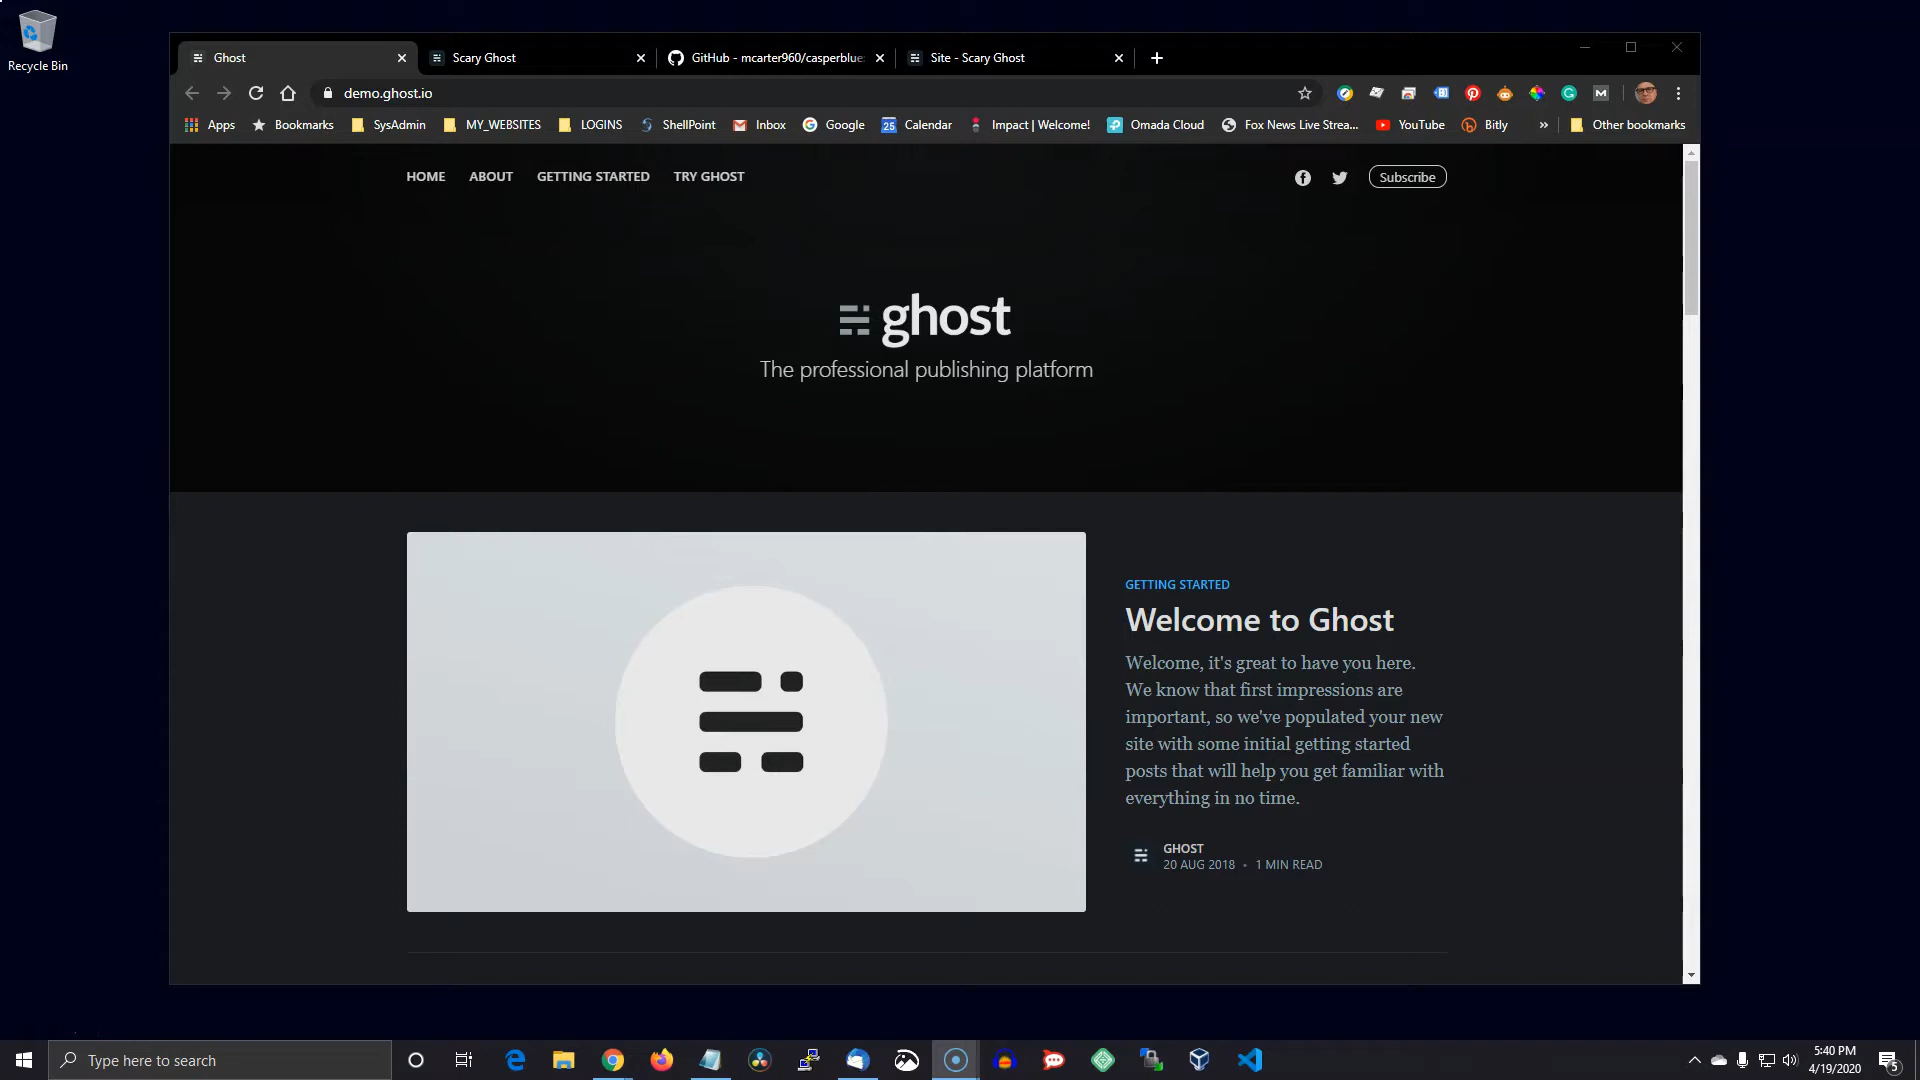 Recycle Bin
Ghost
Scary Ghost
GitHub - mcarter960/casperblue
Site - Scary Ghost
demo.ghost.io
Apps
Bookmarks
SysAdmin
MY_WEBSITES
LOGINS
ShellPoint
Inbox
Google
25
Calendar
Impact | Welcome!
Omada Cloud
Fox News Live Strea...
YouTube
Bitly
»
Other bookmarks
HOME
ABOUT
GETTING STARTED
TRY GHOST
Subscribe
ghost
The professional publishing platform
GETTING STARTED
Welcome to Ghost
Welcome, it's great to have you here.
We know that first impressions are
important, so we've populated your new
site with some initial getting started
posts that will help you get familiar with
everything in no time.
GHOST
20 AUG 2018 • 1 MIN READ
Type here to search
5:40 PM
4/19/2020
5